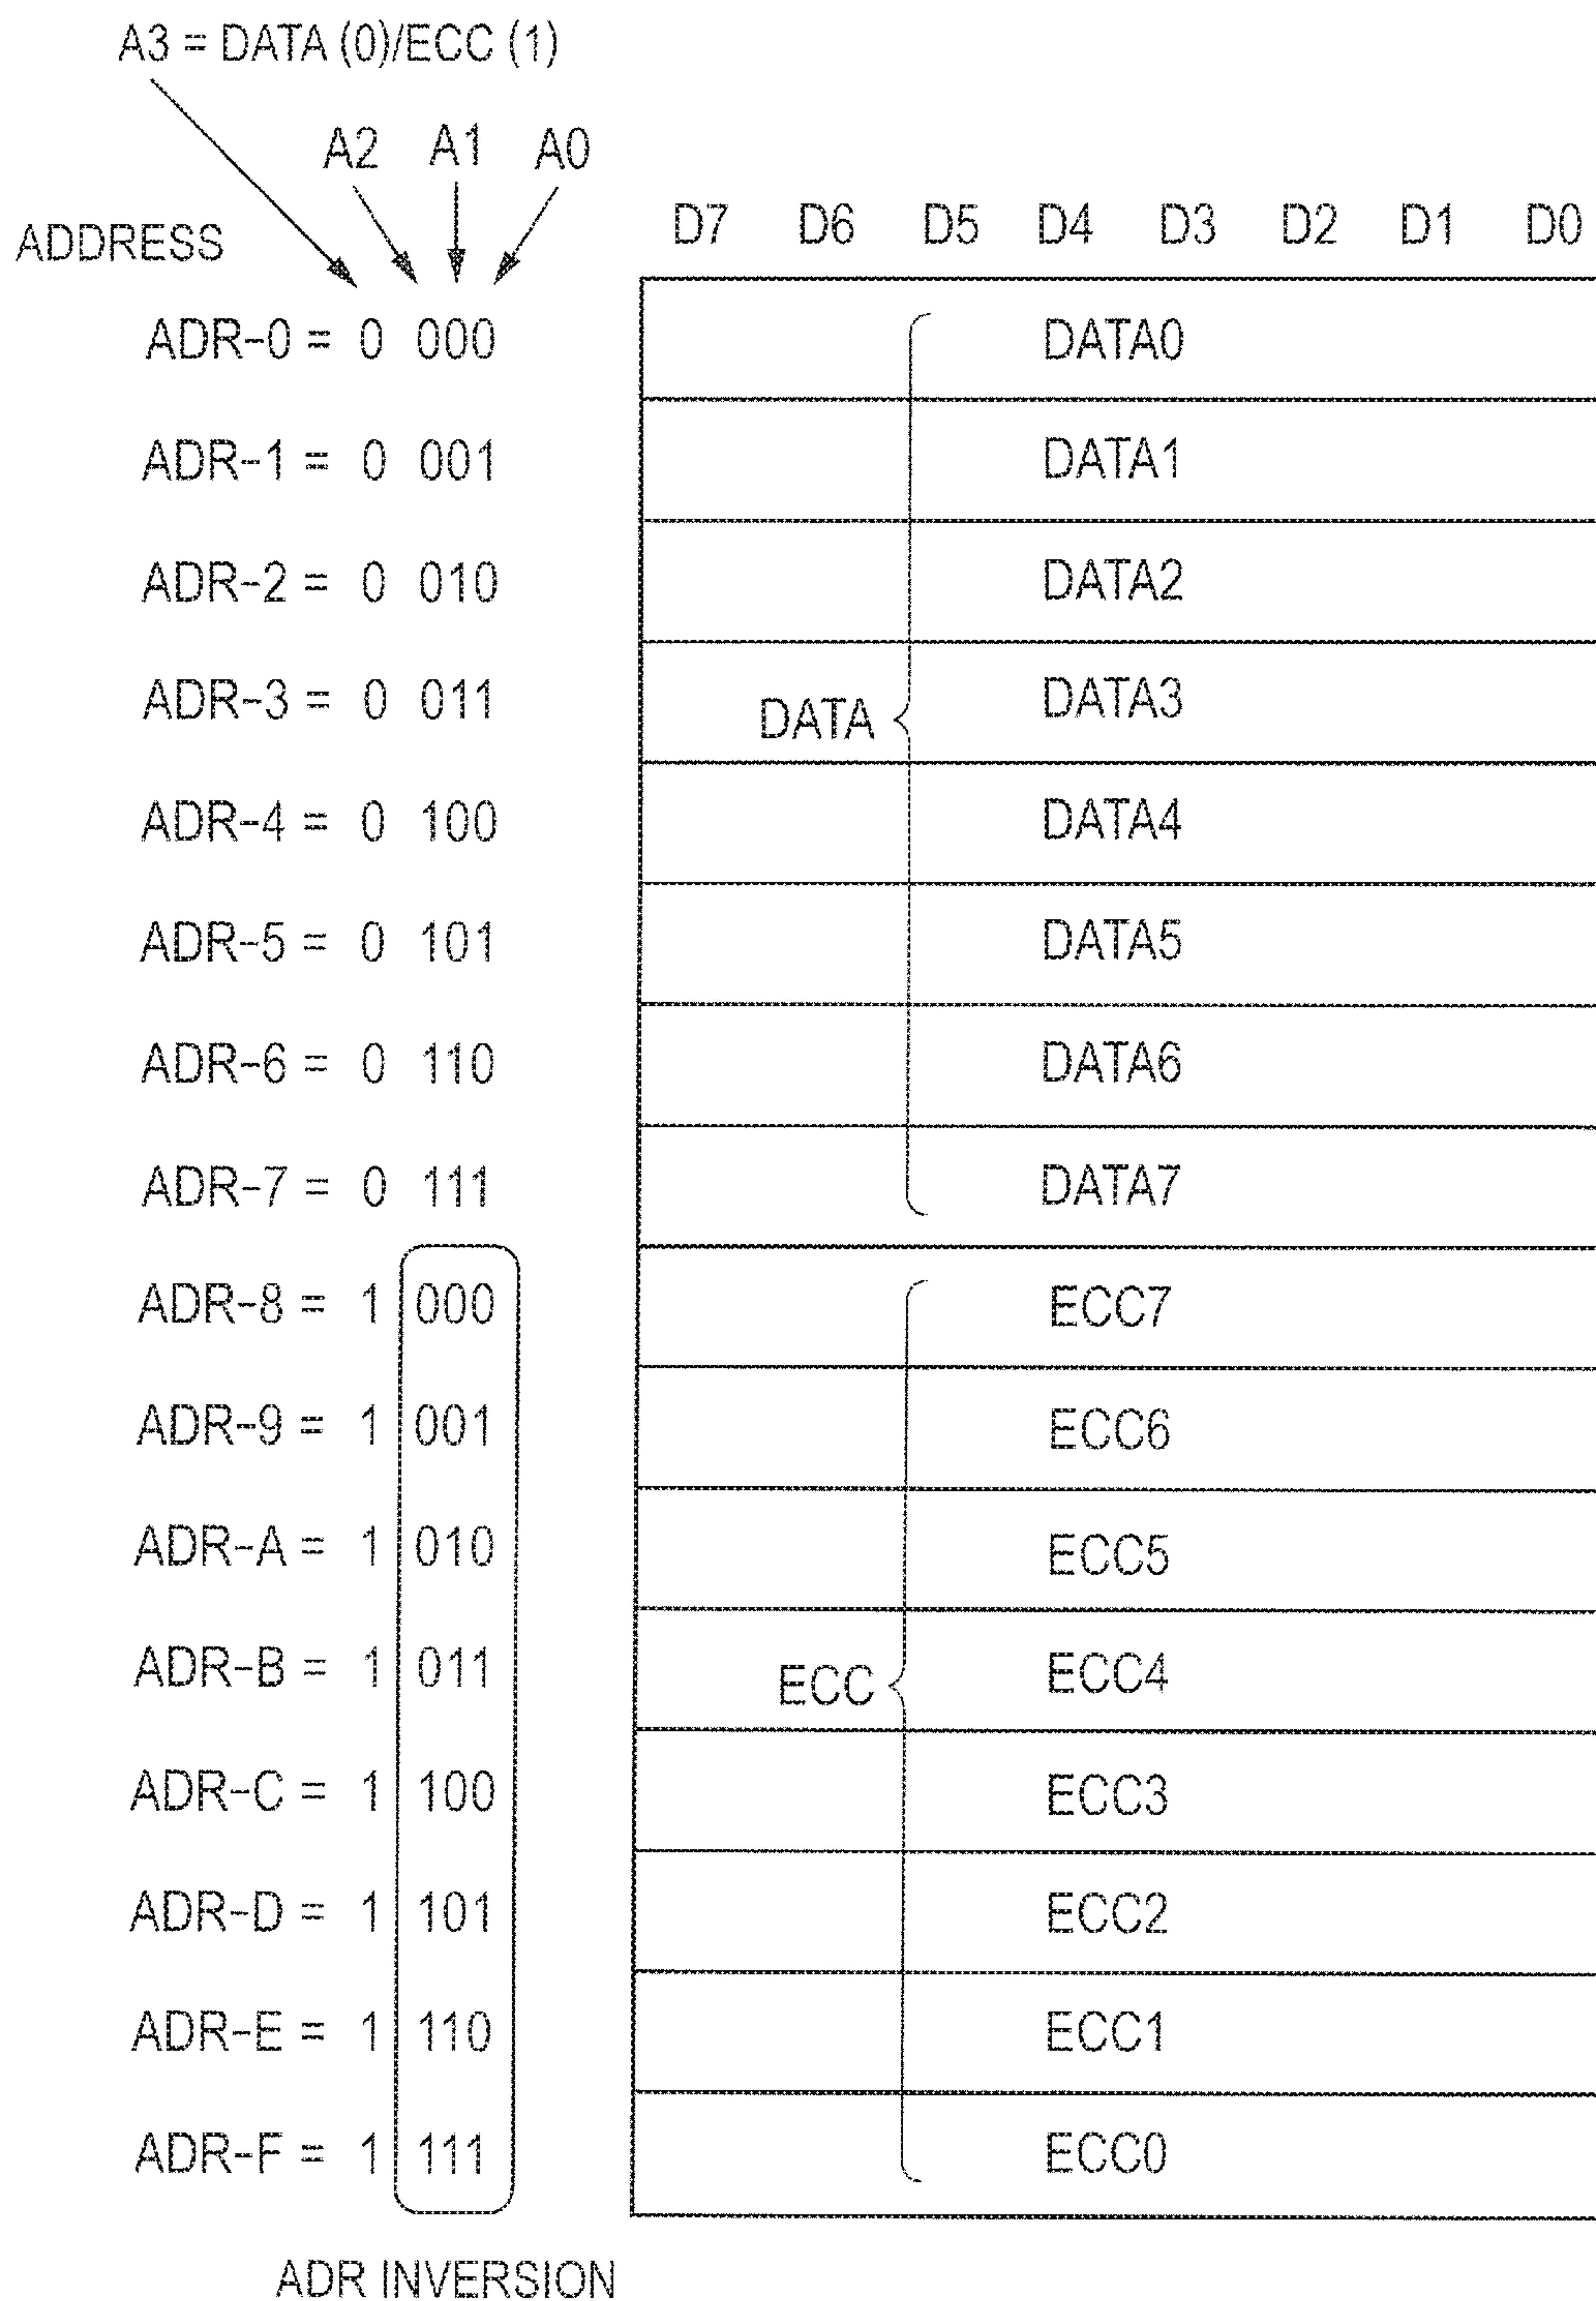 A3 = DATA (0)/ECC (1)
A2 A1 A0
ADDRESS D7 D6 D5 D4 D3 D2 D1 D0
ADR-0 = 0 000 DATA0
ADR-1 = 0 001 DATA1
ADR-2 = 0 010 DATA2
ADR-3 = 0 011 DATA DATA3
ADR-4 = 0 100 DATA4
ADR-5 = 0 101 DATA5
ADR-6 = 0 110 DATA6
ADR-7 = 0 111 DATA7
ADR-8 = 1 000 ECC7
ADR-9 = 1 001 ECC6
ADR-A = 1 010 ECC5
ADR-B = 1 011 ECC ECC4
ADR-C = 1 100 ECC3
ADR-D = 1 101 ECC2
ADR-E = 1 110 ECC1
ADR-F = 1 111 ECC0
ADR INVERSION